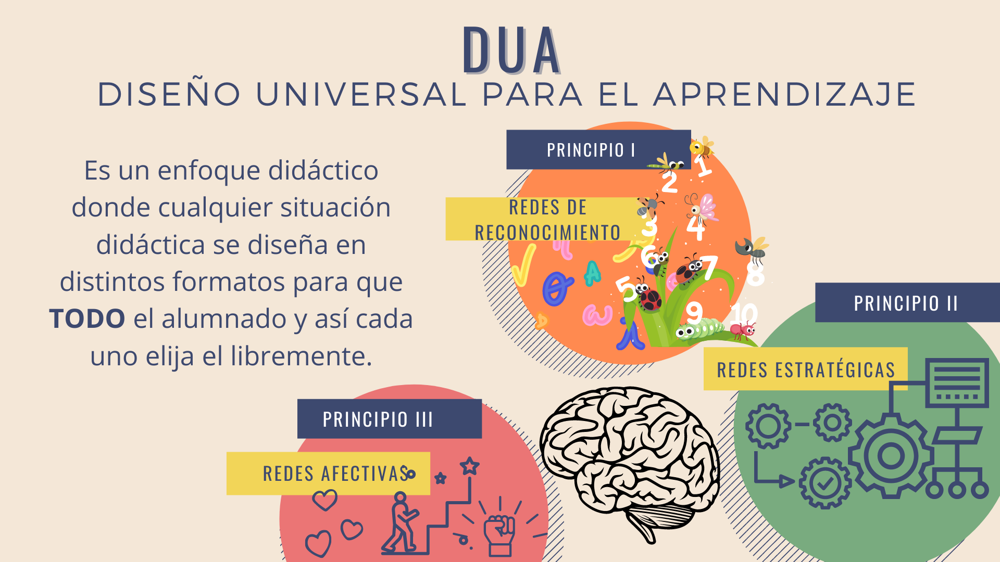 DUA
DISEÑO UNIVERSAL PARA EL APRENDIZAJE
Es un enfoque didáctico
donde cualquier situación
didáctica se diseña en
distintos formatos para que
TODO el alumnado y así cada
uno elija el libremente.
PRINCIPIO I
REDES DE
RECONOCIMIENTO
1
2
3
4
5
6
7
8
9
10
PRINCIPIO II
REDES ESTRATÉGICAS
PRINCIPIO III
REDES AFECTIVAS